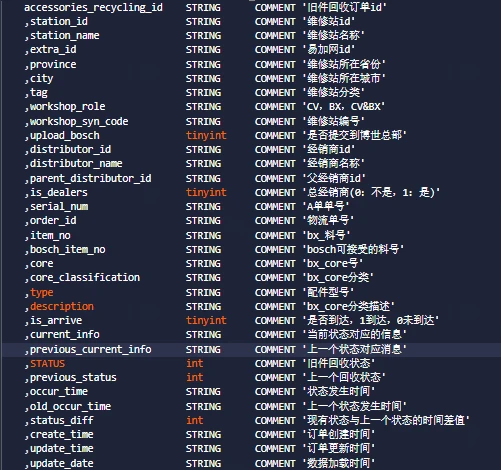 accessories_recycling_id STRING COMMENT '旧件回收订单id'
,station_id STRING COMMENT '维修站id'
,station_name STRING COMMENT '维修站名称'
,extra_id STRING COMMENT '易加网id'
,province STRING COMMENT '维修站所在省份'
,city STRING COMMENT '维修站所在城市'
,tag STRING COMMENT '维修站分类'
,workshop_role STRING COMMENT 'CV，BX，CV&BX'
,workshop_syn_code STRING COMMENT '维修站编号'
,upload_bosch tinyint COMMENT '是否提交到博世总部'
,distributor_id STRING COMMENT '经销商id'
,distributor_name STRING COMMENT '经销商名称'
,parent_distributor_id STRING COMMENT '父经销商id'
,is_dealers tinyint COMMENT '总经销商(0：不是，1：是)'
,serial_num STRING COMMENT 'A单单号'
,order_id STRING COMMENT '物流单号'
,item_no STRING COMMENT 'bx_料号'
,bosch_item_no STRING COMMENT 'bosch可接受的料号'
,core STRING COMMENT 'bx_core号'
,core_classification STRING COMMENT 'bx_core分类'
,type STRING COMMENT '配件型号'
,description STRING COMMENT 'bx_core分类描述'
,is_arrive tinyint COMMENT '是否到达，1到达，0未到达'
,current_info STRING COMMENT '当前状态对应的信息'
,previous_current_info STRING COMMENT '上一个状态对应消息'
,STATUS int COMMENT '旧件回收状态'
,previous_status int COMMENT '上一个回收状态'
,occur_time STRING COMMENT '状态发生时间'
,old_occur_time STRING COMMENT '上一个状态发生时间'
,status_diff int COMMENT '现有状态与上一个状态的时间差值'
,create_time STRING COMMENT '订单创建时间'
,update_time STRING COMMENT '订单更新时间'
,update_date STRING COMMENT '数据加载时间'